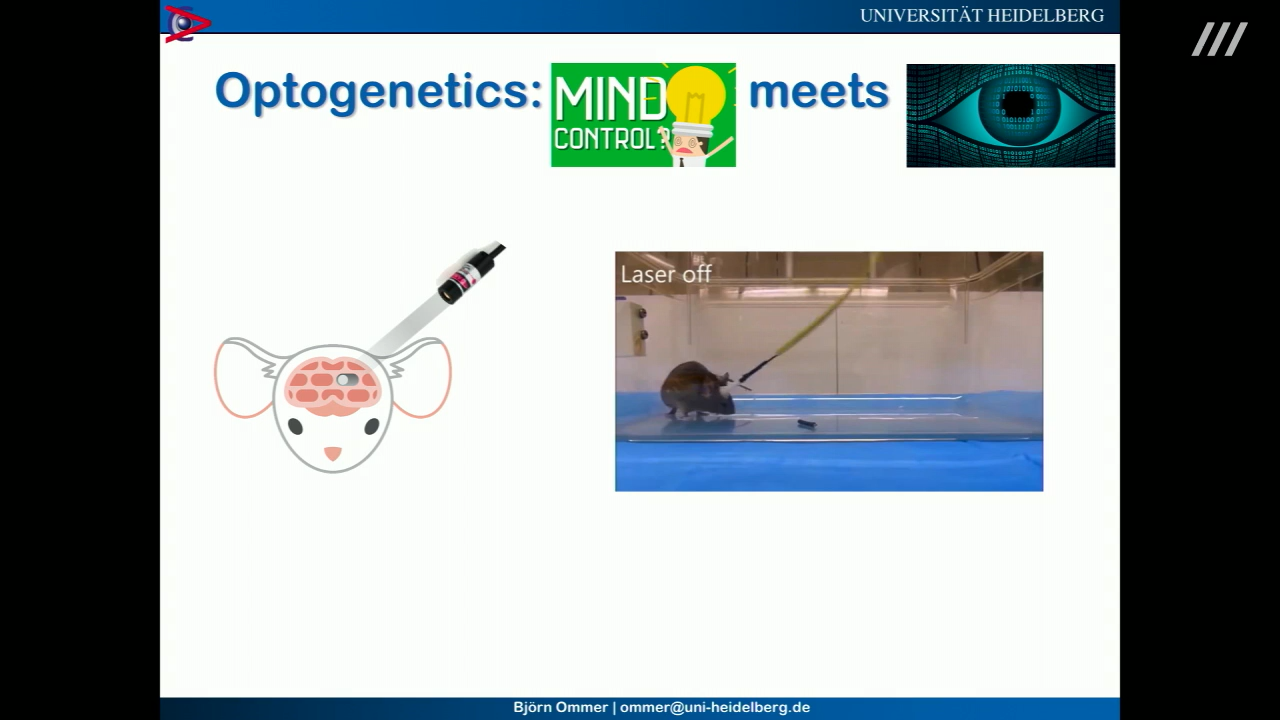 UNIVERSITÄT HEIDELBERG
Optogenetics: MIND CONTROL? meets
Laser off
Björn Ommer | ommer@uni-heidelberg.de